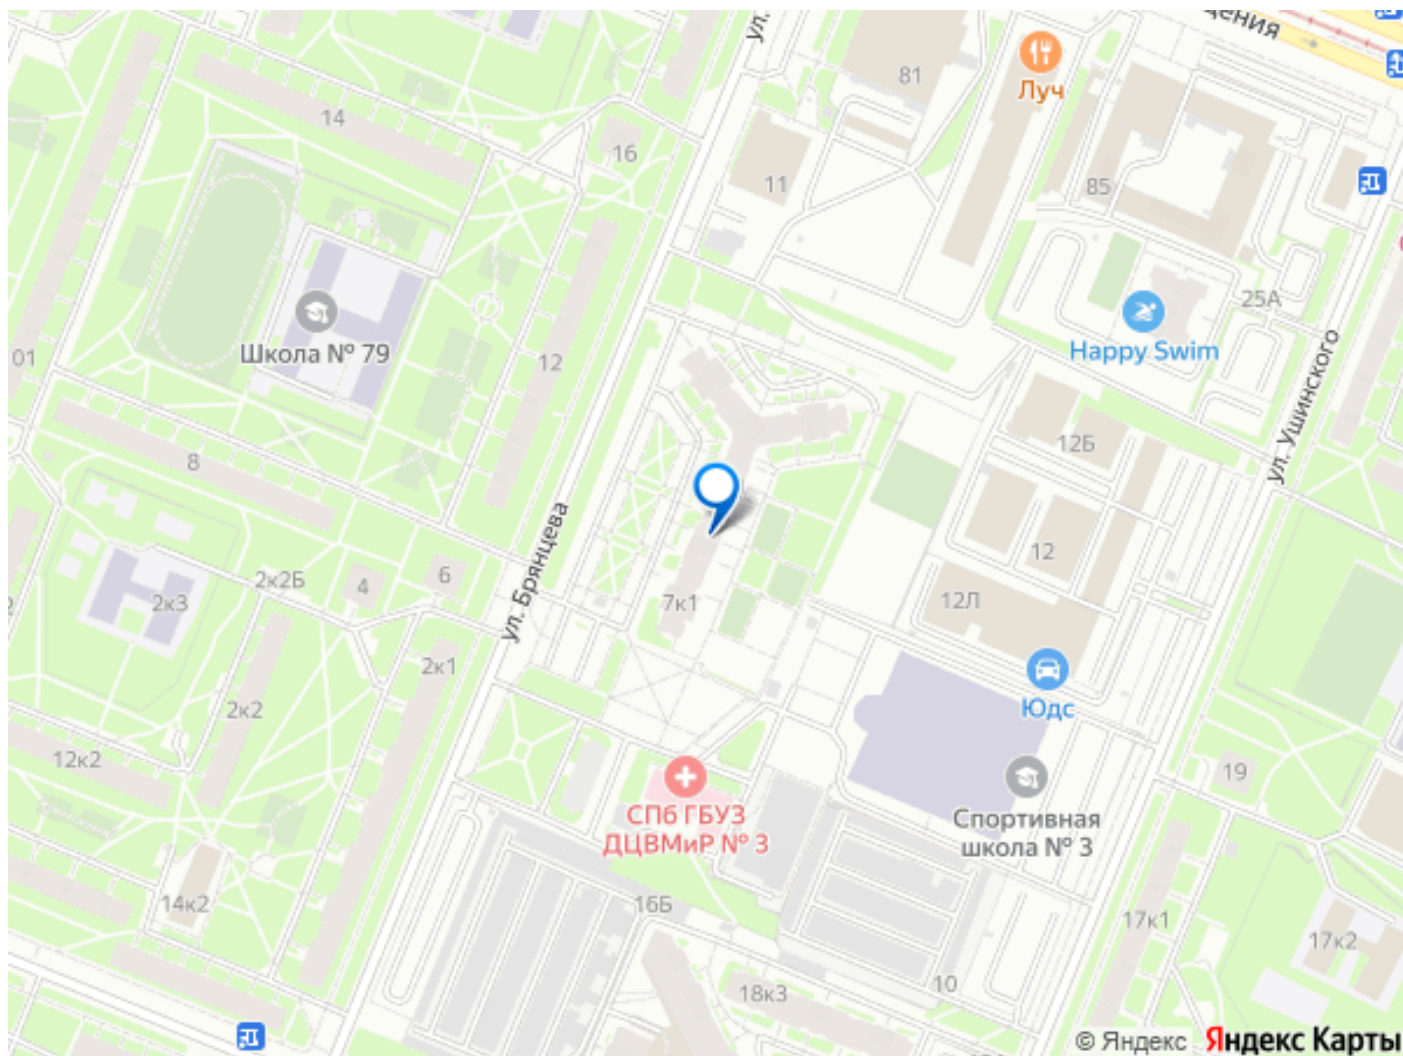 ул.
щения
81
Луч
14
16
11
85
25А
Школа № 79
01
12
Happy Swim
ул. Ушинского
8
12Б
ул. Брянцева
2к2Б
6
4
2к3
7к1
12
12Л
2к1
2к2
Юдс
12к2
19
СПб ГБУЗ
ДЦВМиР № 3
Спортивная
школа № 3
14к2
16Б
17к1
17к2
18к3
10
© Яндекс
Яндекс Карты